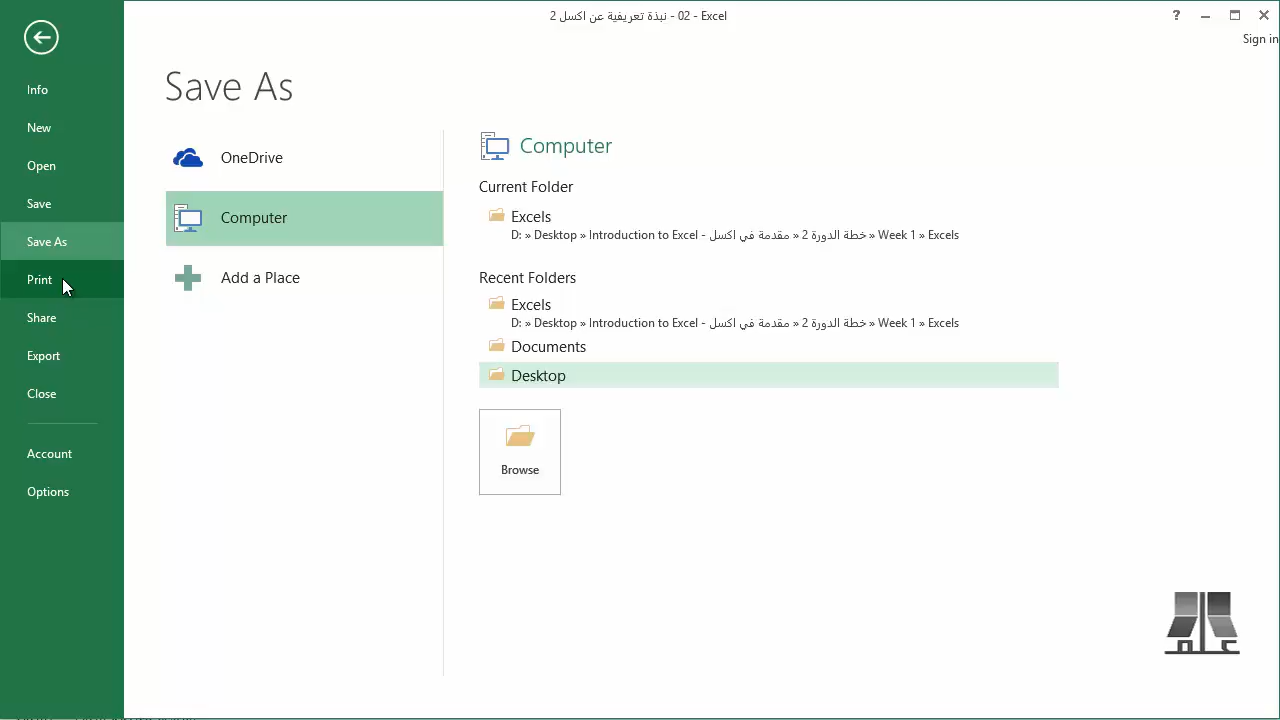 02 - نبذة تعريفية عن اكسل 2 - Excel
?
Sign in
Info
New
Open
Save
Save As
Print
Share
Export
Close
Account
Options
Save As
OneDrive
Computer
Add a Place
Computer
Current Folder
Excels
D: » Desktop » Introduction to Excel - مقدمة في اكسل » خطة الدورة 2 » Week 1 » Excels
Recent Folders
Excels
D: » Desktop » Introduction to Excel - مقدمة في اكسل » خطة الدورة 2 » Week 1 » Excels
Documents
Desktop
Browse